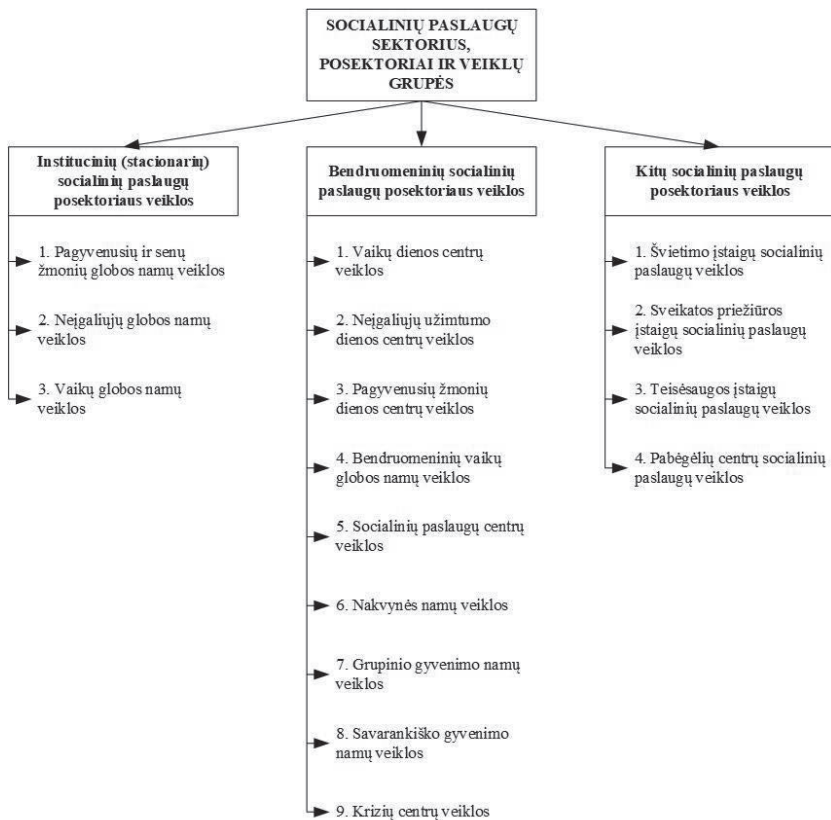 SOCIALINIŲ PASLAUGŲ
SEKTORIUS,
POSEKTORIAI IR VEIKLŲ
GRUPĖS
Institucinių (stacionarių)
socialinių paslaugų
posektoriaus veiklos
1. Pagyvenusių ir senų
žmonių globos namų veiklos
2. Neįgaliųjų globos namų
veiklos
3. Vaikų globos namų
veiklos
Bendruomeninių socialinių
paslaugų posektoriaus veiklos
1. Vaikų dienos centrų
veiklos
2. Neįgaliųjų užimtumo
dienos centrų veiklos
3. Pagyvenusių žmonių
dienos centrų veiklos
4. Bendruomeninių vaikų
globos namų veiklos
5. Socialinių paslaugų centrų
veiklos
6. Nakvynės namų veiklos
7. Grupinio gyvenimo namų
veiklos
8. Savarankiško gyvenimo
namų veiklos
9. Krizių centrų veiklos
Kitų socialinių paslaugų
posektoriaus veiklos
1. Švietimo įstaigų socialinių
paslaugų veiklos
2. Sveikatos priežiūros
įstaigų socialinių paslaugų
veiklos
3. Teisėsaugos įstaigų
socialinių paslaugų veiklos
4. Pabėgėlių centrų socialinių
paslaugų veiklos